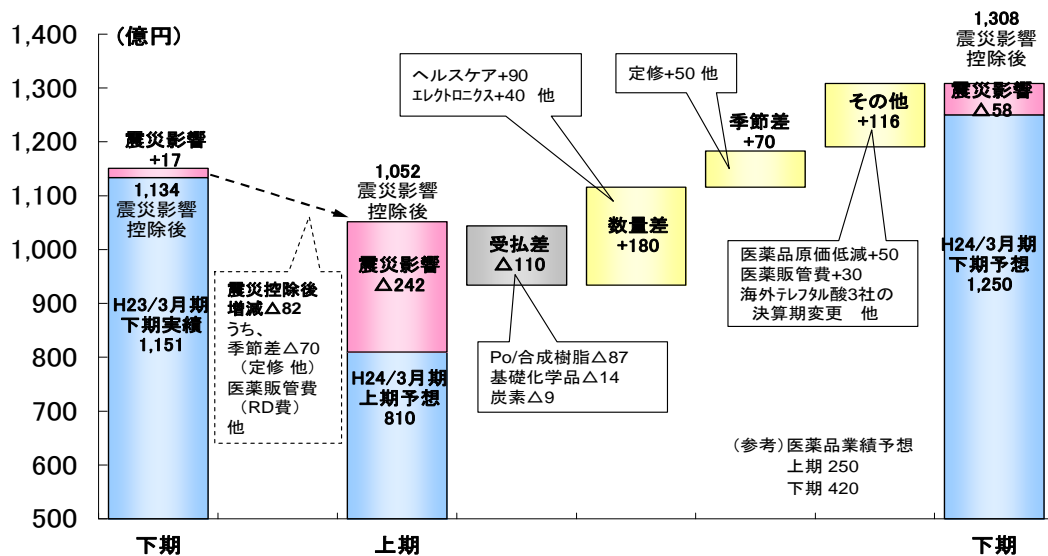 (億円)
1,400
1,300
1,200
1,100
1,000
900
800
700
600
500
震災影響
+17
1,134
震災影響
控除後
H23/3月期
下期実績
1,151
下期
震災控除後
増減△82
うち、
季節差△70
(定修 他)
医薬販管費
(RD費)
他
1,052
震災影響
控除後
震災影響
△242
H24/3月期
上期予想
810
上期
受払差
△110
Po/合成樹脂△87
基礎化学品△14
炭素△9
ヘルスケア+90
エレクトロニクス+40 他
数量差
+180
定修+50 他
季節差
+70
その他
+116
医薬品原価低減+50
医薬販管費+30
海外テレフタル酸3社の
決算期変更 他
(参考)医薬品業績予想
上期 250
下期 420
1,308
震災影響
控除後
震災影響
△58
H24/3月期
下期予想
1,250
下期